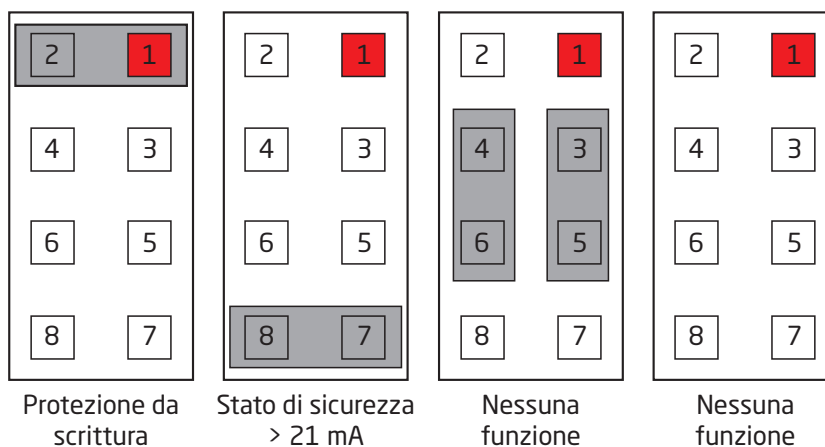 2 1 2 1 2 1 2 1
4 3 4 3 4 3 4 3
6 5 6 5 6 5 6 5
8 7 8 7 8 7 8 7
Protezione da Stato di sicurezza Nessuna Nessuna
scrittura > 21 mA funzione funzione